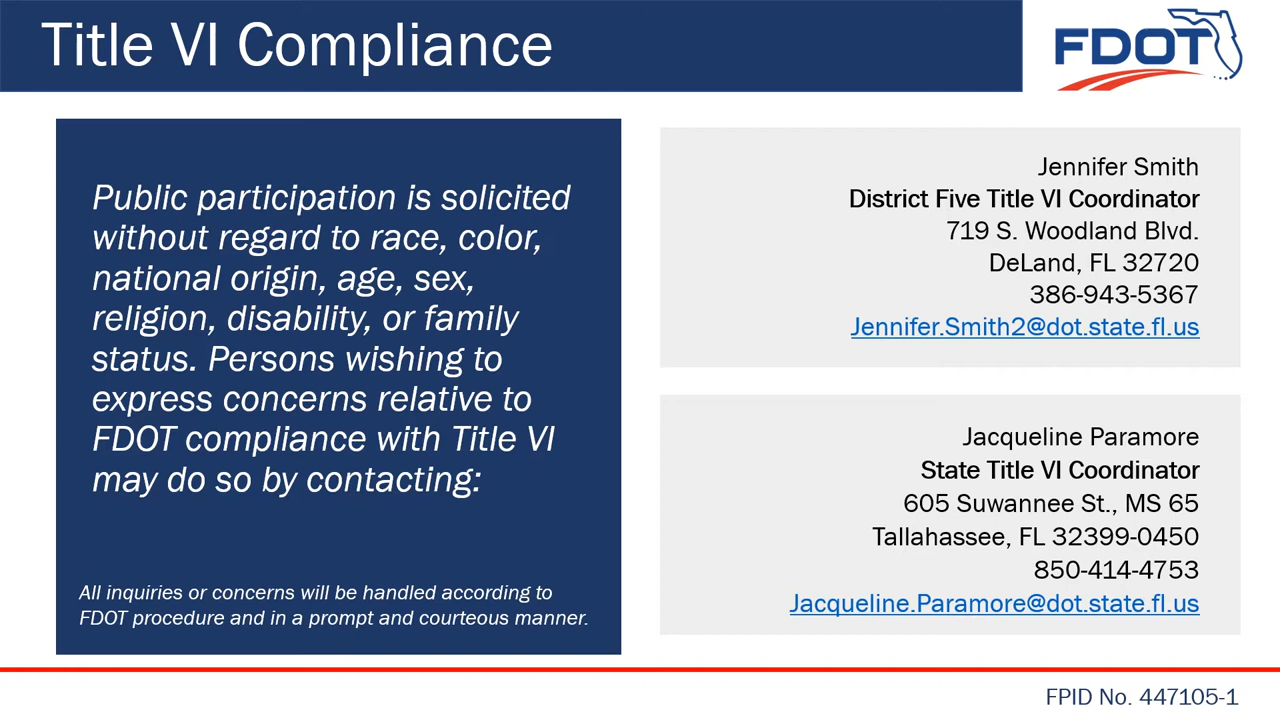 Title VI Compliance
FDOT
Public participation is solicited
without regard to race, color,
national origin, age, sex,
religion, disability, or family
status. Persons wishing to
express concerns relative to
FDOT compliance with Title VI
may do so by contacting:
All inquiries or concerns will be handled according to
FDOT procedure and in a prompt and courteous manner.
Jennifer Smith
District Five Title VI Coordinator
719 S. Woodland Blvd.
DeLand, FL 32720
386-943-5367
Jennifer.Smith2@dot.state.fl.us
Jacqueline Paramore
State Title VI Coordinator
605 Suwannee St., MS 65
Tallahassee, FL 32399-0450
850-414-4753
Jacqueline.Paramore@dot.state.fl.us
FPID No. 447105-1